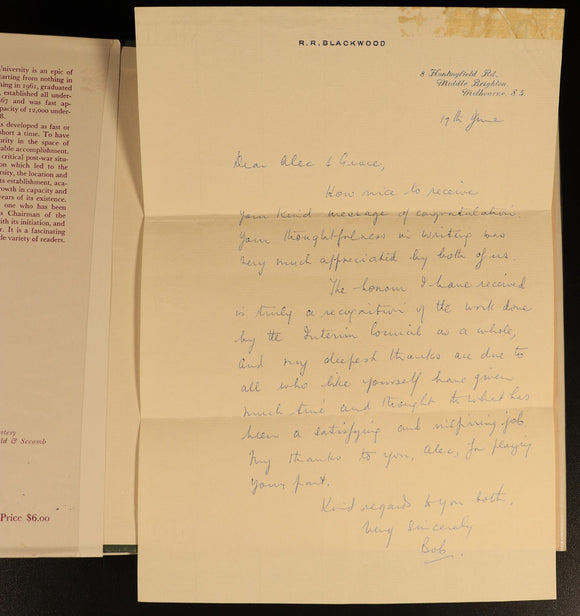 University is an epic of
tarting from nothing in
ning in 1961, graduated
established all under-
67 and was fast ap-
pacity of 12,000 under-
8.
s developed as fast or
short a time. To have
urity in the space of
able accomplishment.
critical post-war situ-
on which led to the
rsity, the location and
ts establishment, aca-
rowth in capacity and
years of its existence.
one who has been
s Chairman of the
with its initiation, and
r. It is a fascinating
de variety of readers.
stery
ld & Secomb
Price $6.00
R. R. BLACKWOOD
8 Huntingfield Rd.,
Middle Brighton,
Melbourne, S.5.
17th June
Dear Alec & Grace,
How nice to receive
your kind message of congratulation.
Your thoughtfulness in writing was
very much appreciated by both of us.
The honour I have received
is truly a recognition of the work done
by the Interim Council as a whole,
and my deepest thanks are due to
all who like yourself have given
much time and thought to what has
been a satisfying and inspiring job.
My thanks to you, Alec, for playing
your part.
Kind regards to you both,
Very sincerely
Bob.